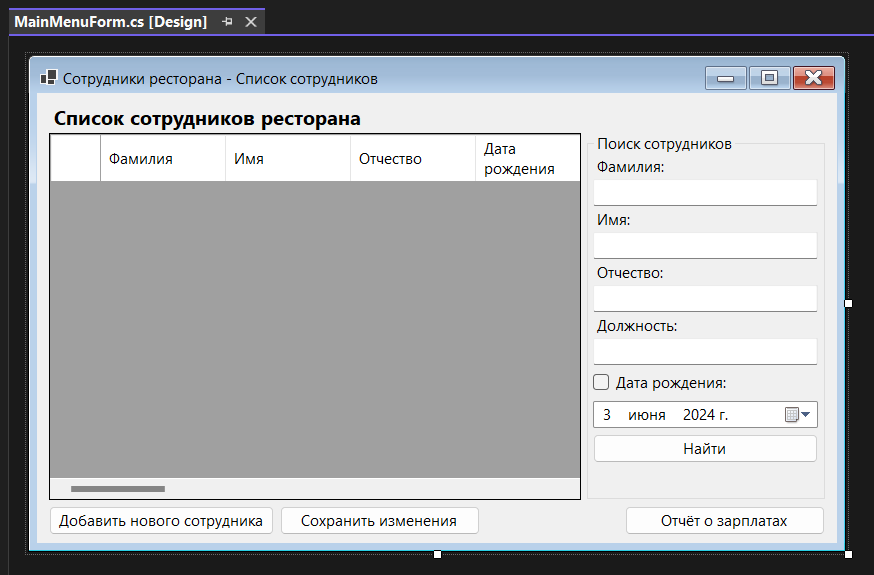 MainMenuForm.cs [Design]
Сотрудники ресторана - Список сотрудников
Список сотрудников ресторана
Фамилия
Имя
Отчество
Дата
рождения
Поиск сотрудников
Фамилия:
Имя:
Отчество:
Должность:
Дата рождения:
3 июня 2024 г.
Найти
Добавить нового сотрудника
Сохранить изменения
Отчёт о зарплатах